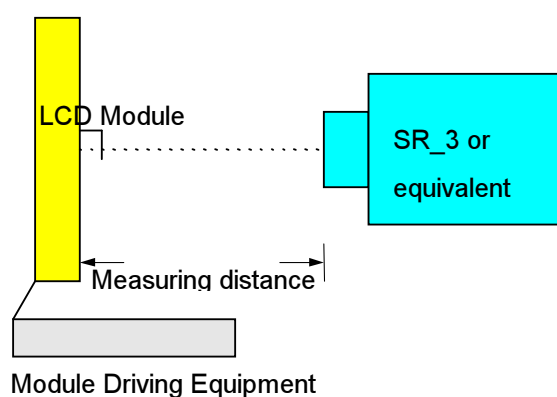 LCD Module
SR_3 or
equivalent
Measuring distance
Module Driving Equipment